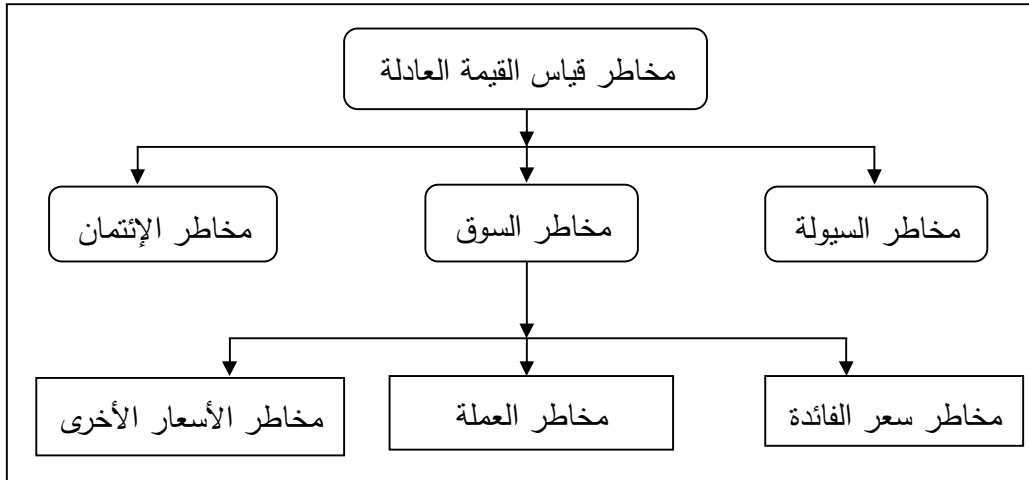 مخاطر قياس القيمة العادلة
مخاطر السيولة
مخاطر السوق
مخاطر الإئتمان
مخاطر سعر الفائدة
مخاطر العملة
مخاطر الأسعار الأخرى